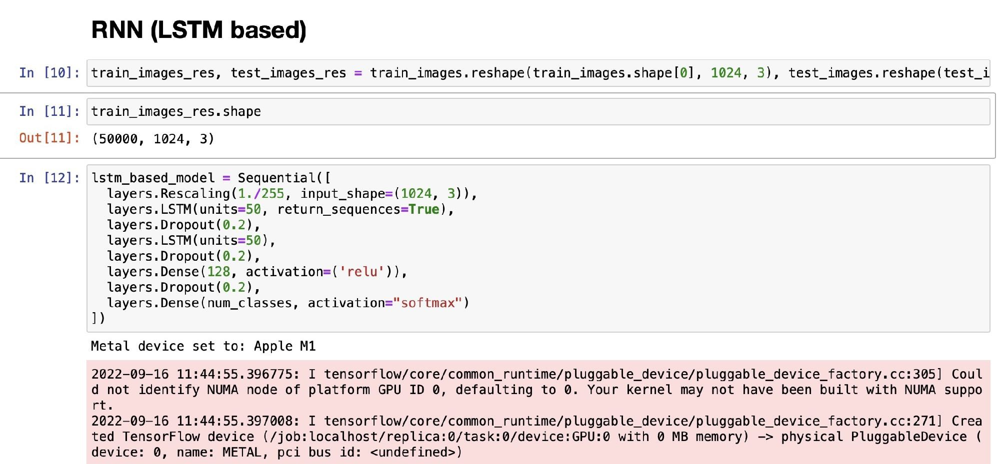 RNN (LSTM based)
In [10]: train_images_res, test_images_res = train_images.reshape(train_images.shape[0], 1024, 3), test_images.reshape(test_i
In [11]: train_images_res.shape
Out[11]: (50000, 1024, 3)
In [12]: lstm_based_model = Sequential([
  layers.Rescaling(1./255, input_shape=(1024, 3)),
  layers.LSTM(units=50, return_sequences=True),
  layers.Dropout(0.2),
  layers.LSTM(units=50),
  layers.Dropout(0.2),
  layers.Dense(128, activation=('relu')),
  layers.Dropout(0.2),
  layers.Dense(num_classes, activation="softmax")
])
Metal device set to: Apple M1
2022-09-16 11:44:55.396775: I tensorflow/core/common_runtime/pluggable_device/pluggable_device_factory.cc:305] Coul
d not identify NUMA node of platform GPU ID 0, defaulting to 0. Your kernel may not have been built with NUMA suppo
rt.
2022-09-16 11:44:55.397008: I tensorflow/core/common_runtime/pluggable_device/pluggable_device_factory.cc:271] Crea
ted TensorFlow device (/job:localhost/replica:0/task:0/device:GPU:0 with 0 MB memory) -> physical PluggableDevice (
device: 0, name: METAL, pci bus id: <undefined>)